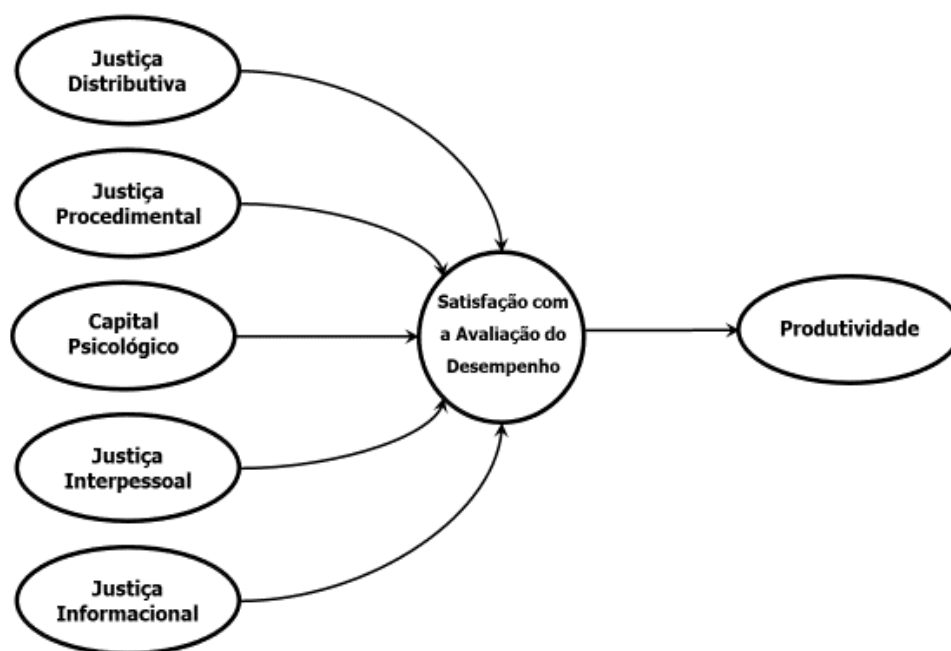 Justiça
Distributiva
Justiça
Procedimental
Capital
Psicológico
Justiça
Interpessoal
Justiça
Informacional
Satisfação com
a Avaliação do
Desempenho
Produtividade